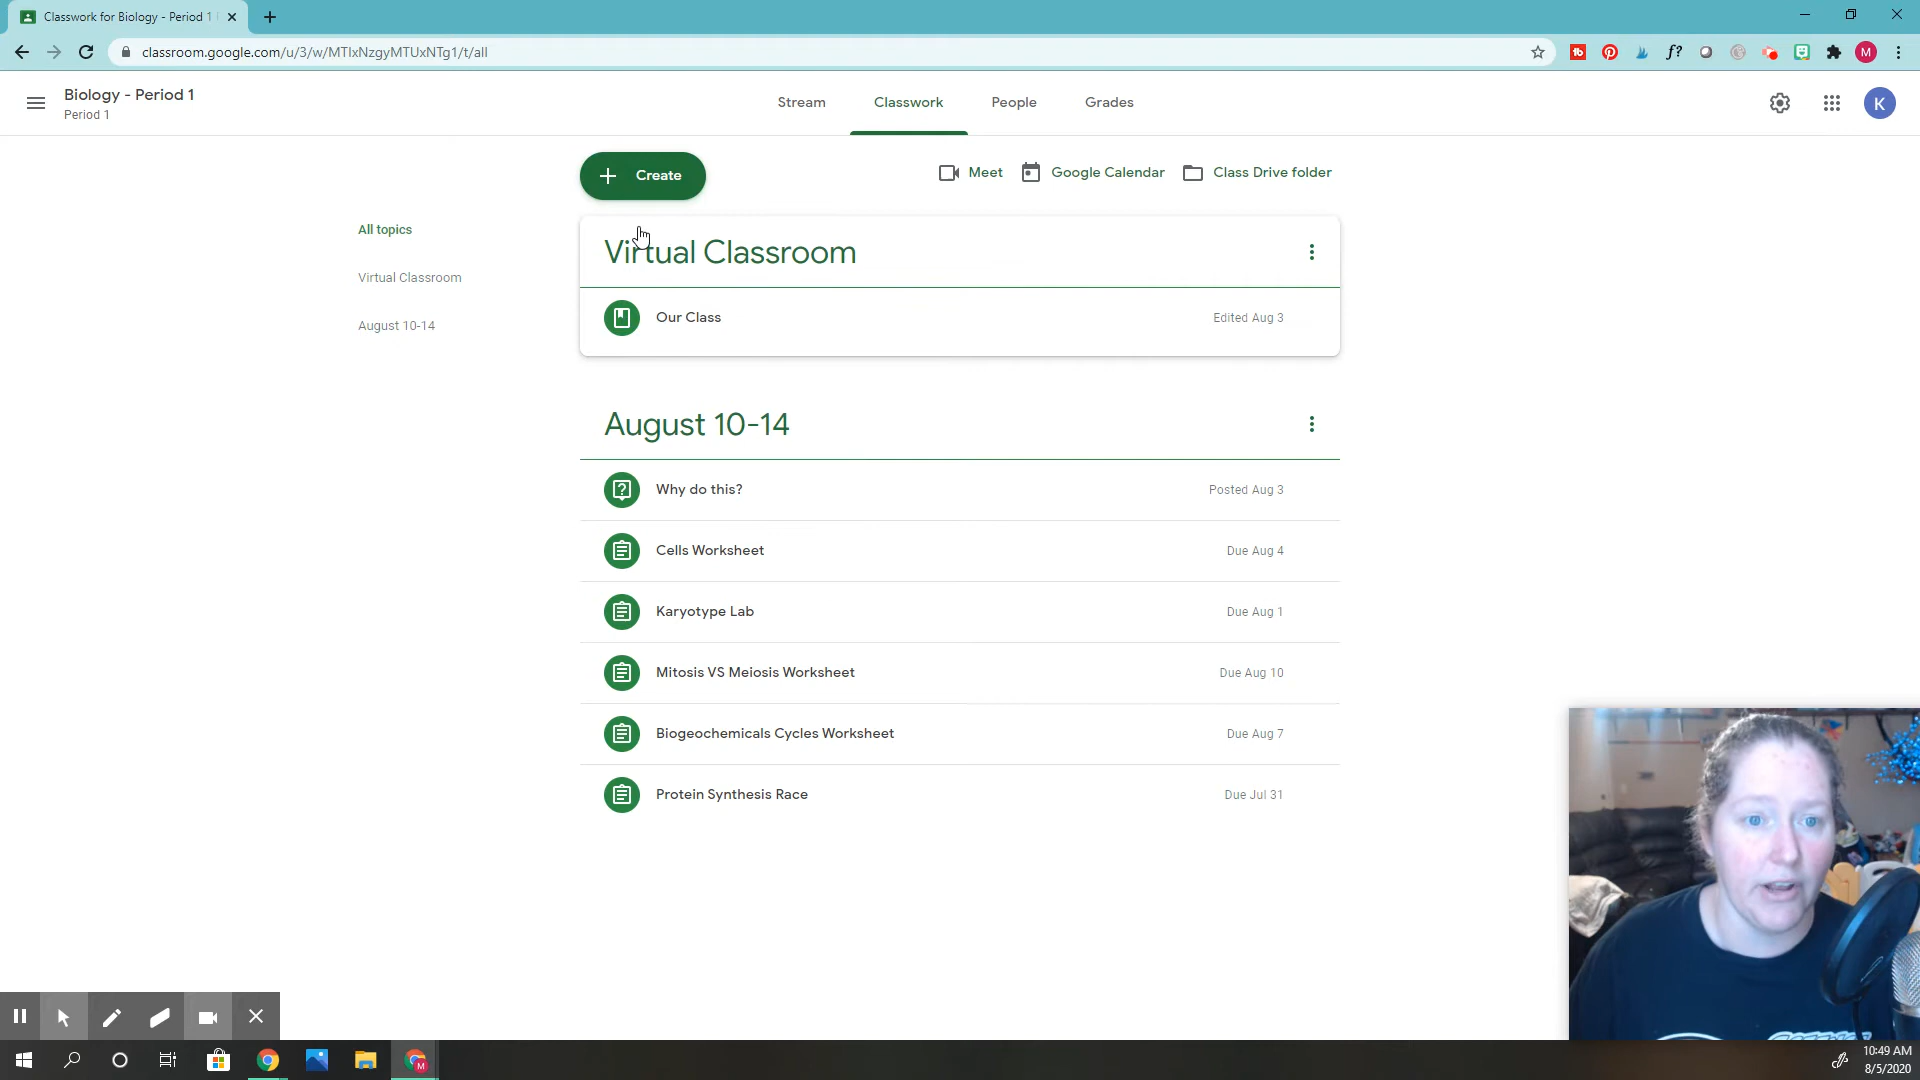 Classwork for Biology - Period 1
classroom.google.com/u/3/w/MTIxNzgyMTUxNTg1/t/all
M
Biology - Period 1
Period 1
Stream
Classwork
People
Grades
K
Create
Meet
Google Calendar
Class Drive folder
All topics
Virtual Classroom
August 10-14
Virtual Classroom
Our Class
Edited Aug 3
August 10-14
Why do this?
Posted Aug 3
Cells Worksheet
Due Aug 4
Karyotype Lab
Due Aug 1
Mitosis VS Meiosis Worksheet
Due Aug 10
Biogeochemicals Cycles Worksheet
Due Aug 7
Protein Synthesis Race
Due Jul 31
M
10:49 AM
8/5/2020